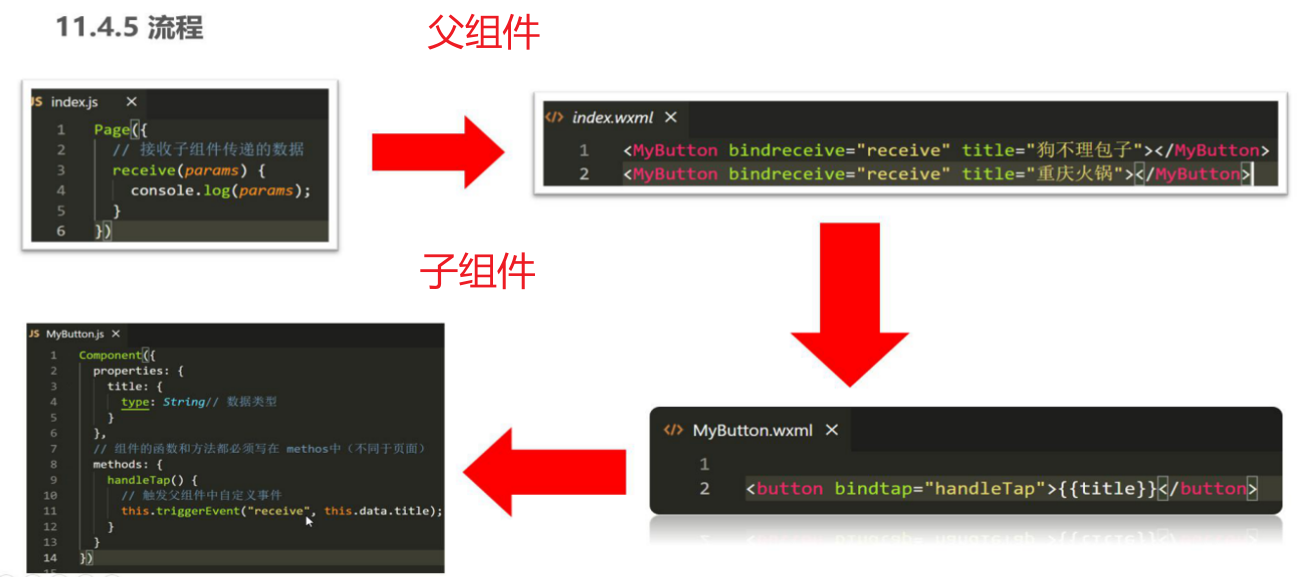 11.4.5 流程
父组件
JS index.js ×
1 Page({
2 // 接收子组件传递的数据
3 receive(params) {
4 console.log(params);
5 }
6 })
</> index.wxml ×
1 <MyButton bindreceive="receive" title="狗不理包子"></MyButton>
2 <MyButton bindreceive="receive" title="重庆火锅"></MyButton>
子组件
JS MyButton.js ×
1 Component({
2 properties: {
3 title: {
4 type: String// 数据类型
5 }
6 },
7 // 组件的函数和方法都必须写在 methos中（不同于页面）
8 methods: {
9 handleTap() {
10 // 触发父组件中自定义事件
11 this.triggerEvent("receive", this.data.title);
12 }
13 }
14 })
15
</> MyButton.wxml ×
1
2 <button bindtap="handleTap">{{title}}</button>